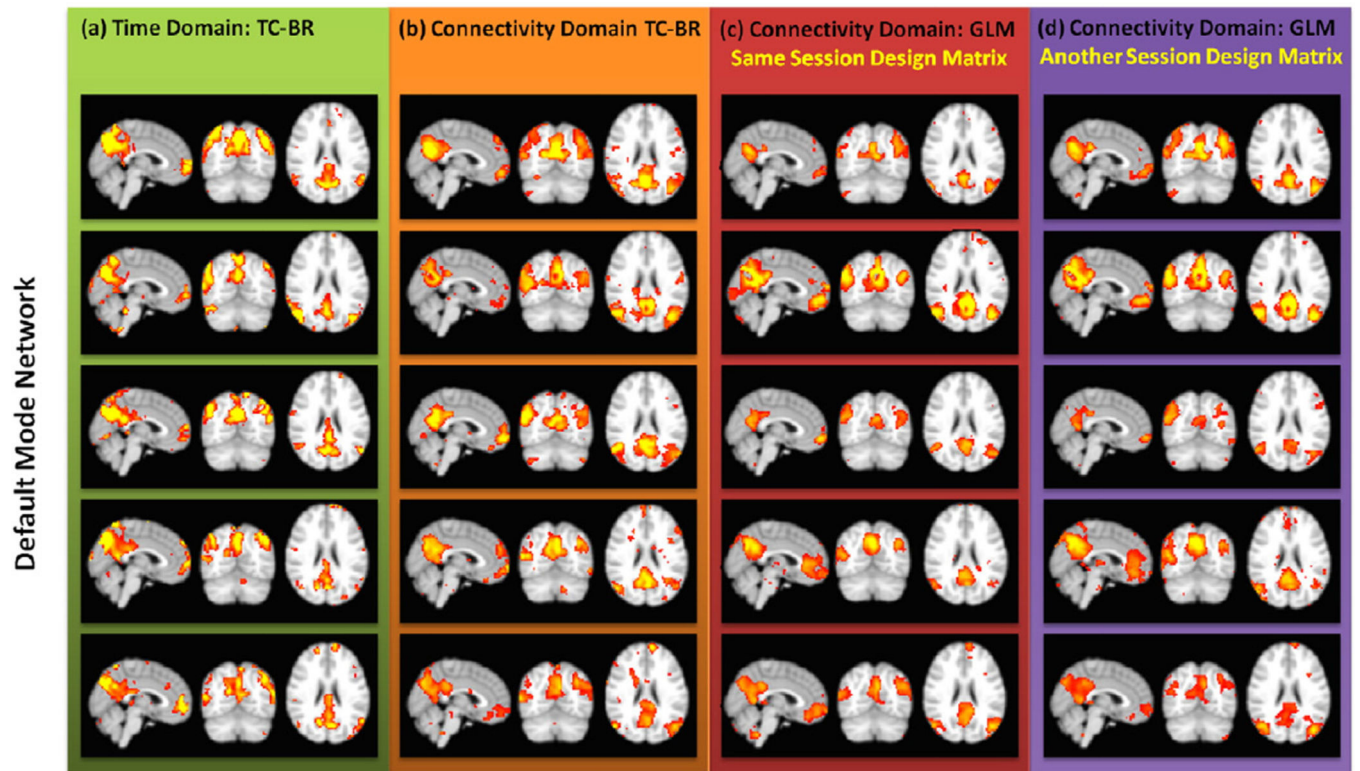 (a) Time Domain: TC-BR
(b) Connectivity Domain TC-BR
(c) Connectivity Domain: GLM
Same Session Design Matrix
(d) Connectivity Domain: GLM
Another Session Design Matrix
Default Mode Network